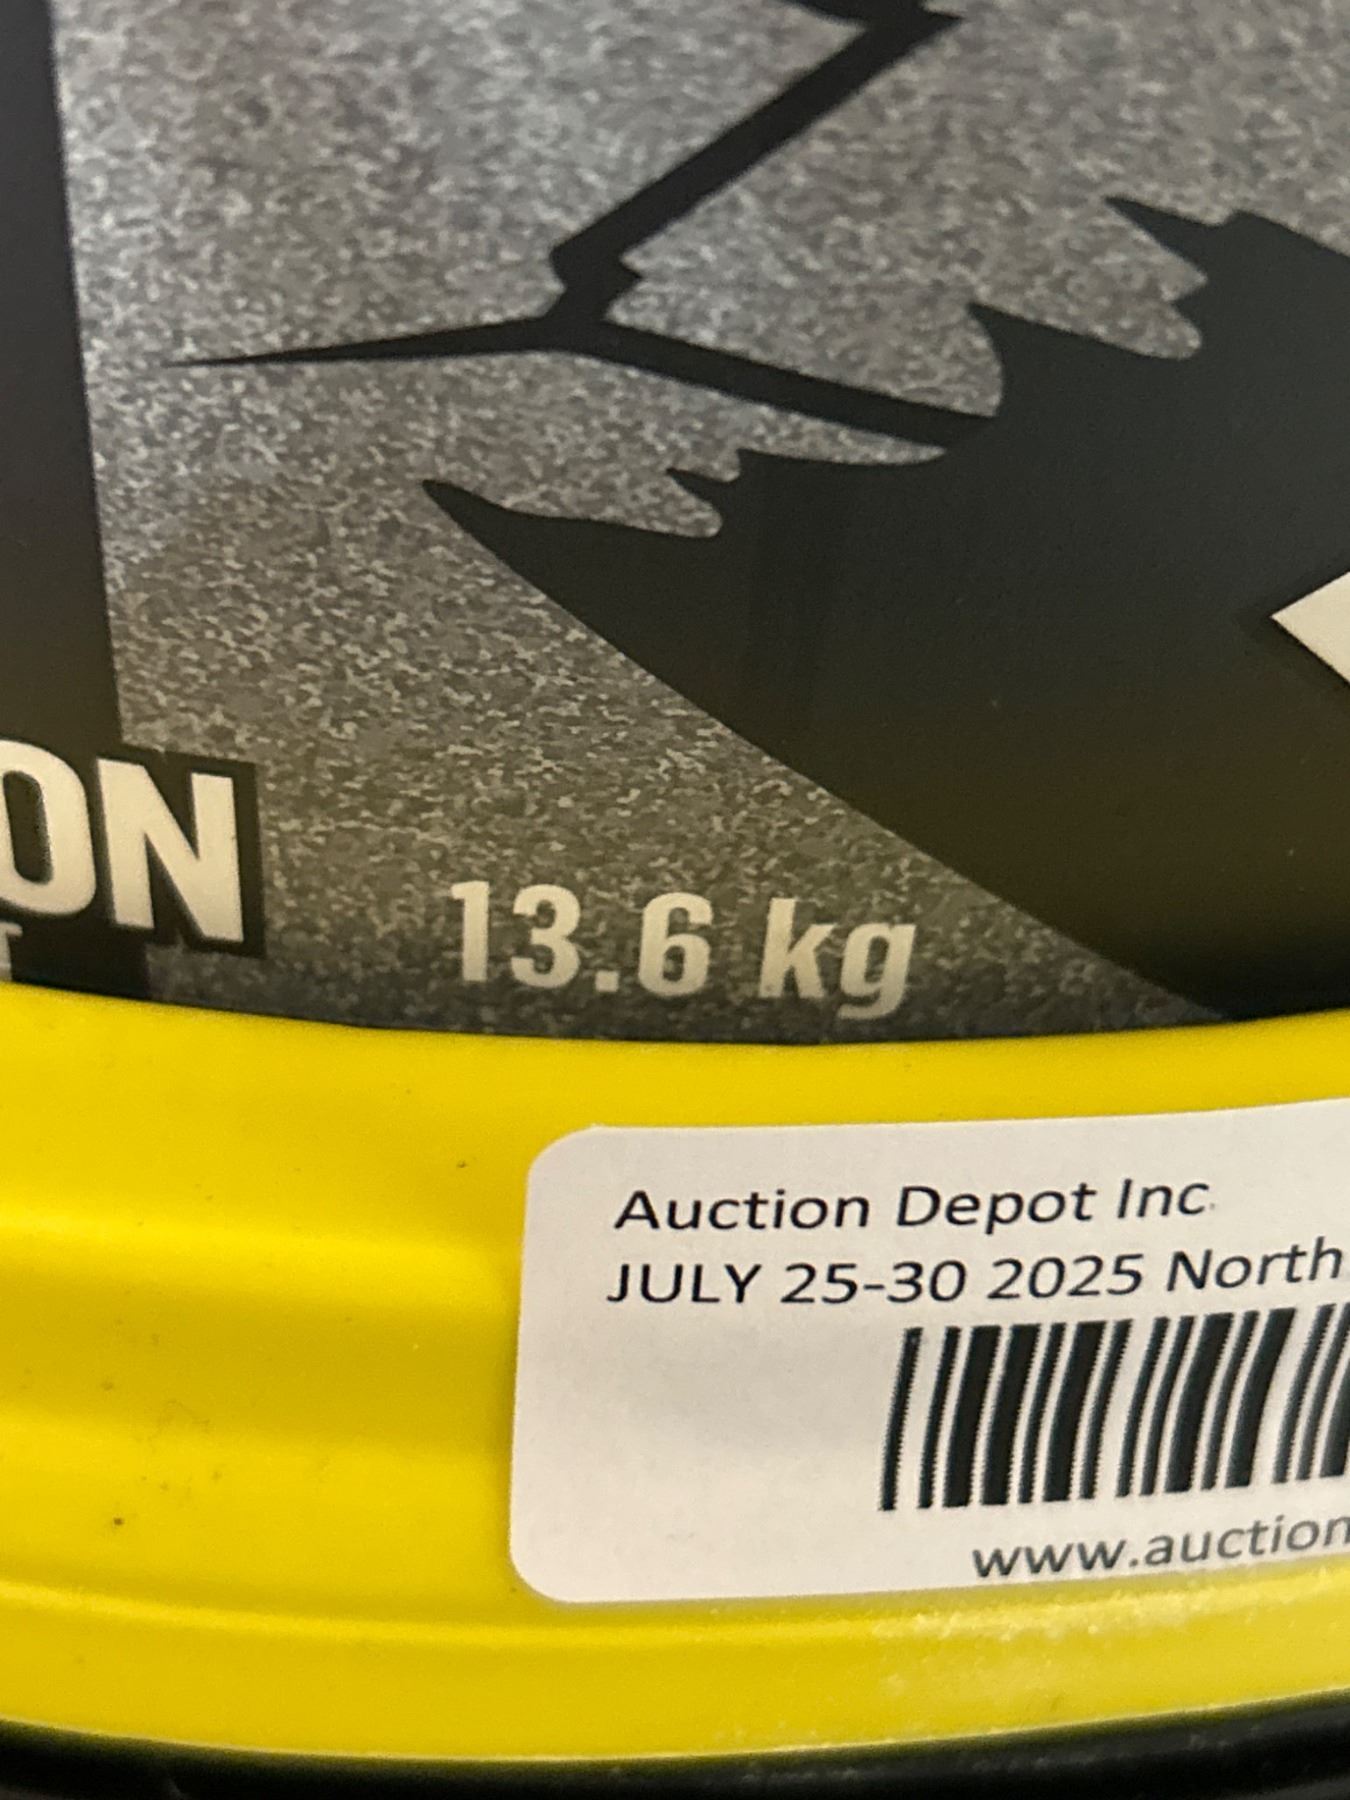 ON
T
13.6 kg
Auction Depot Inc.
JULY 25-30 2025 North
www.auction